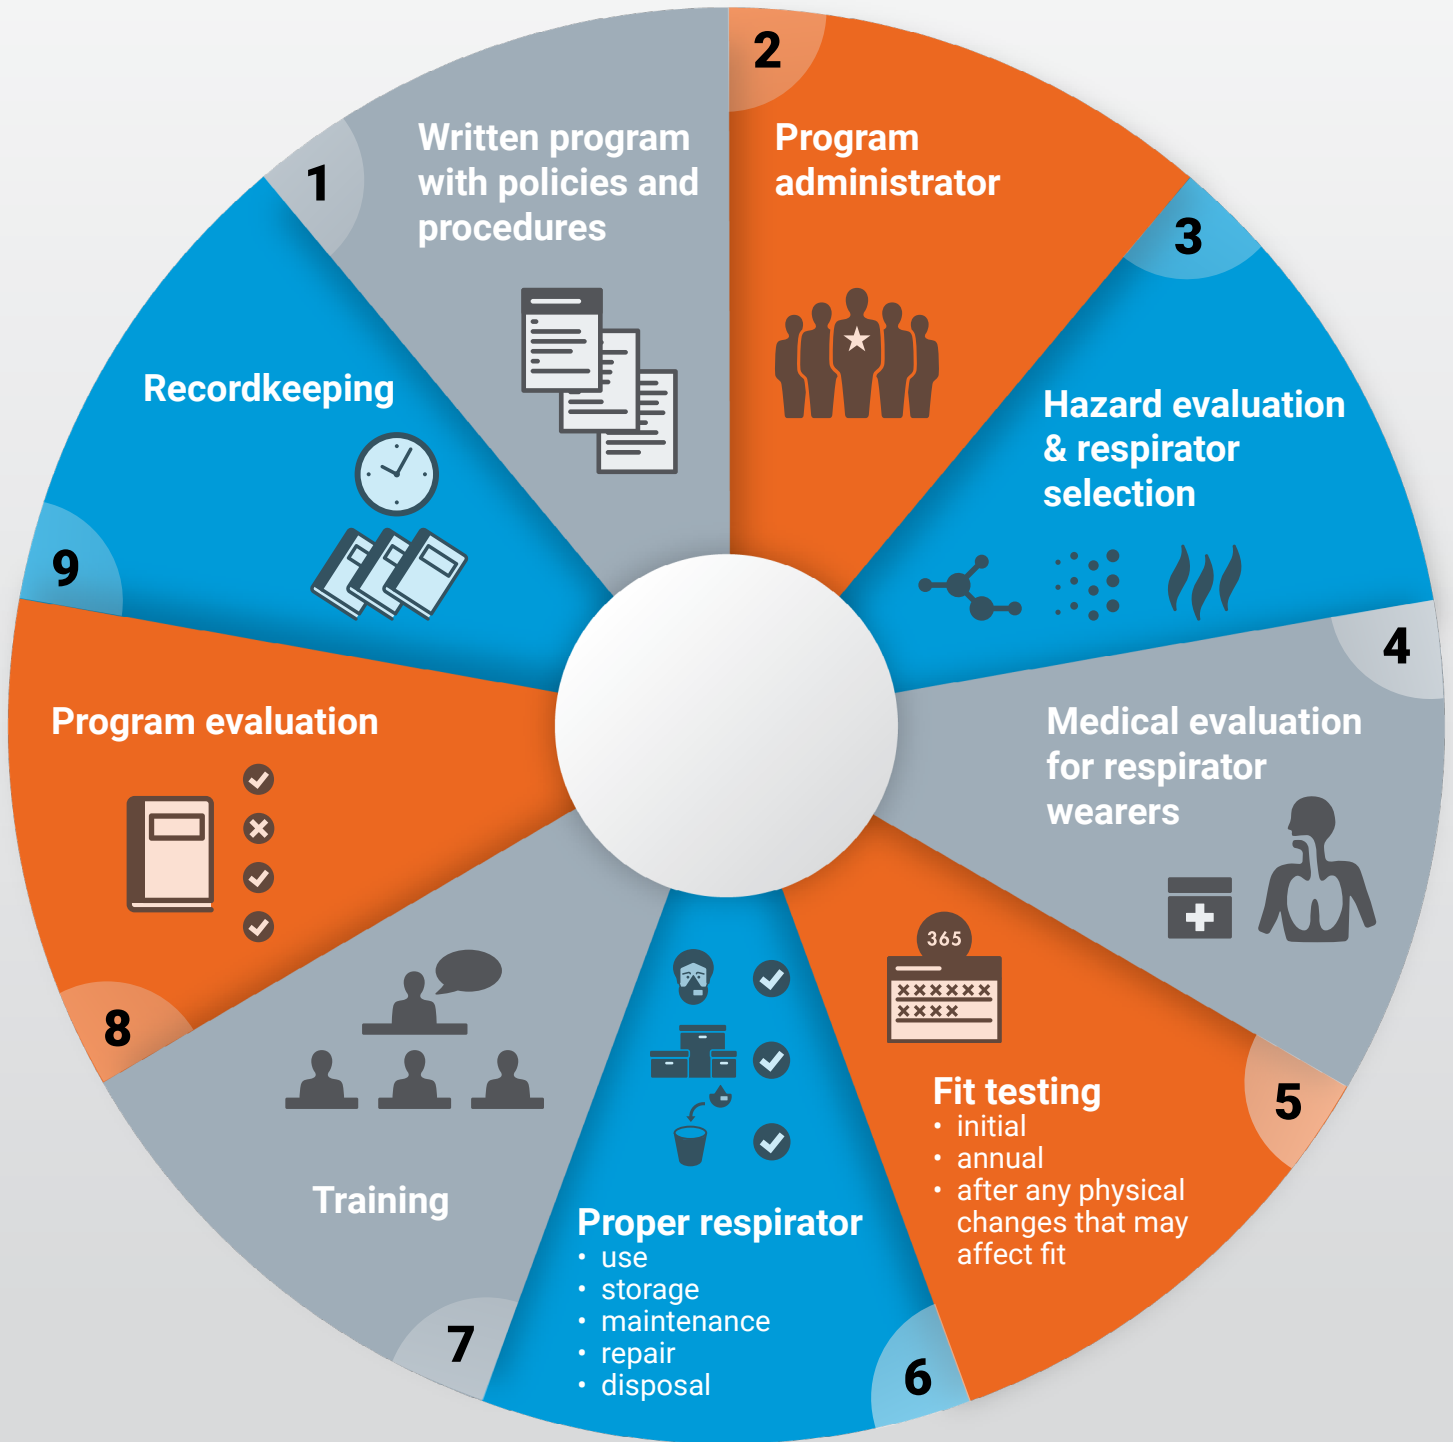 1
Written program
with policies and
procedures
2
Program
administrator
3
Hazard evaluation
& respirator
selection
4
Medical evaluation
for respirator
wearers
5
365
Fit testing
• initial
• annual
• after any physical
changes that may
affect fit
6
Proper respirator
• use
• storage
• maintenance
• repair
• disposal
7
Training
8
Program evaluation
9
Recordkeeping